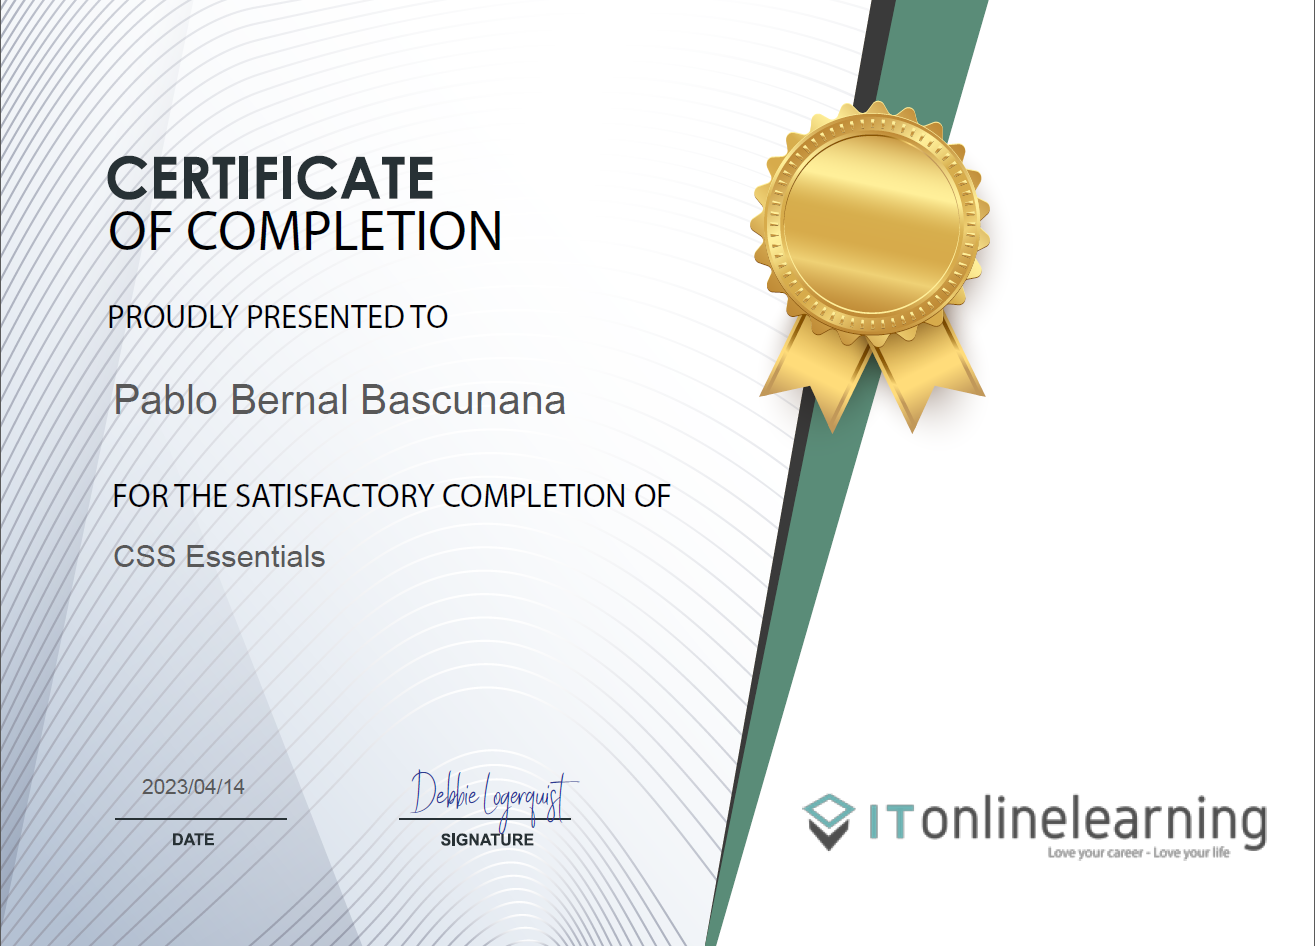 CERTIFICATE
OF COMPLETION
PROUDLY PRESENTED TO
Pablo Bernal Bascunana
FOR THE SATISFACTORY COMPLETION OF
CSS Essentials
2023/04/14
DATE
Debbie Logerquist
SIGNATURE
ITonlinelearning
Love your career - Love your life